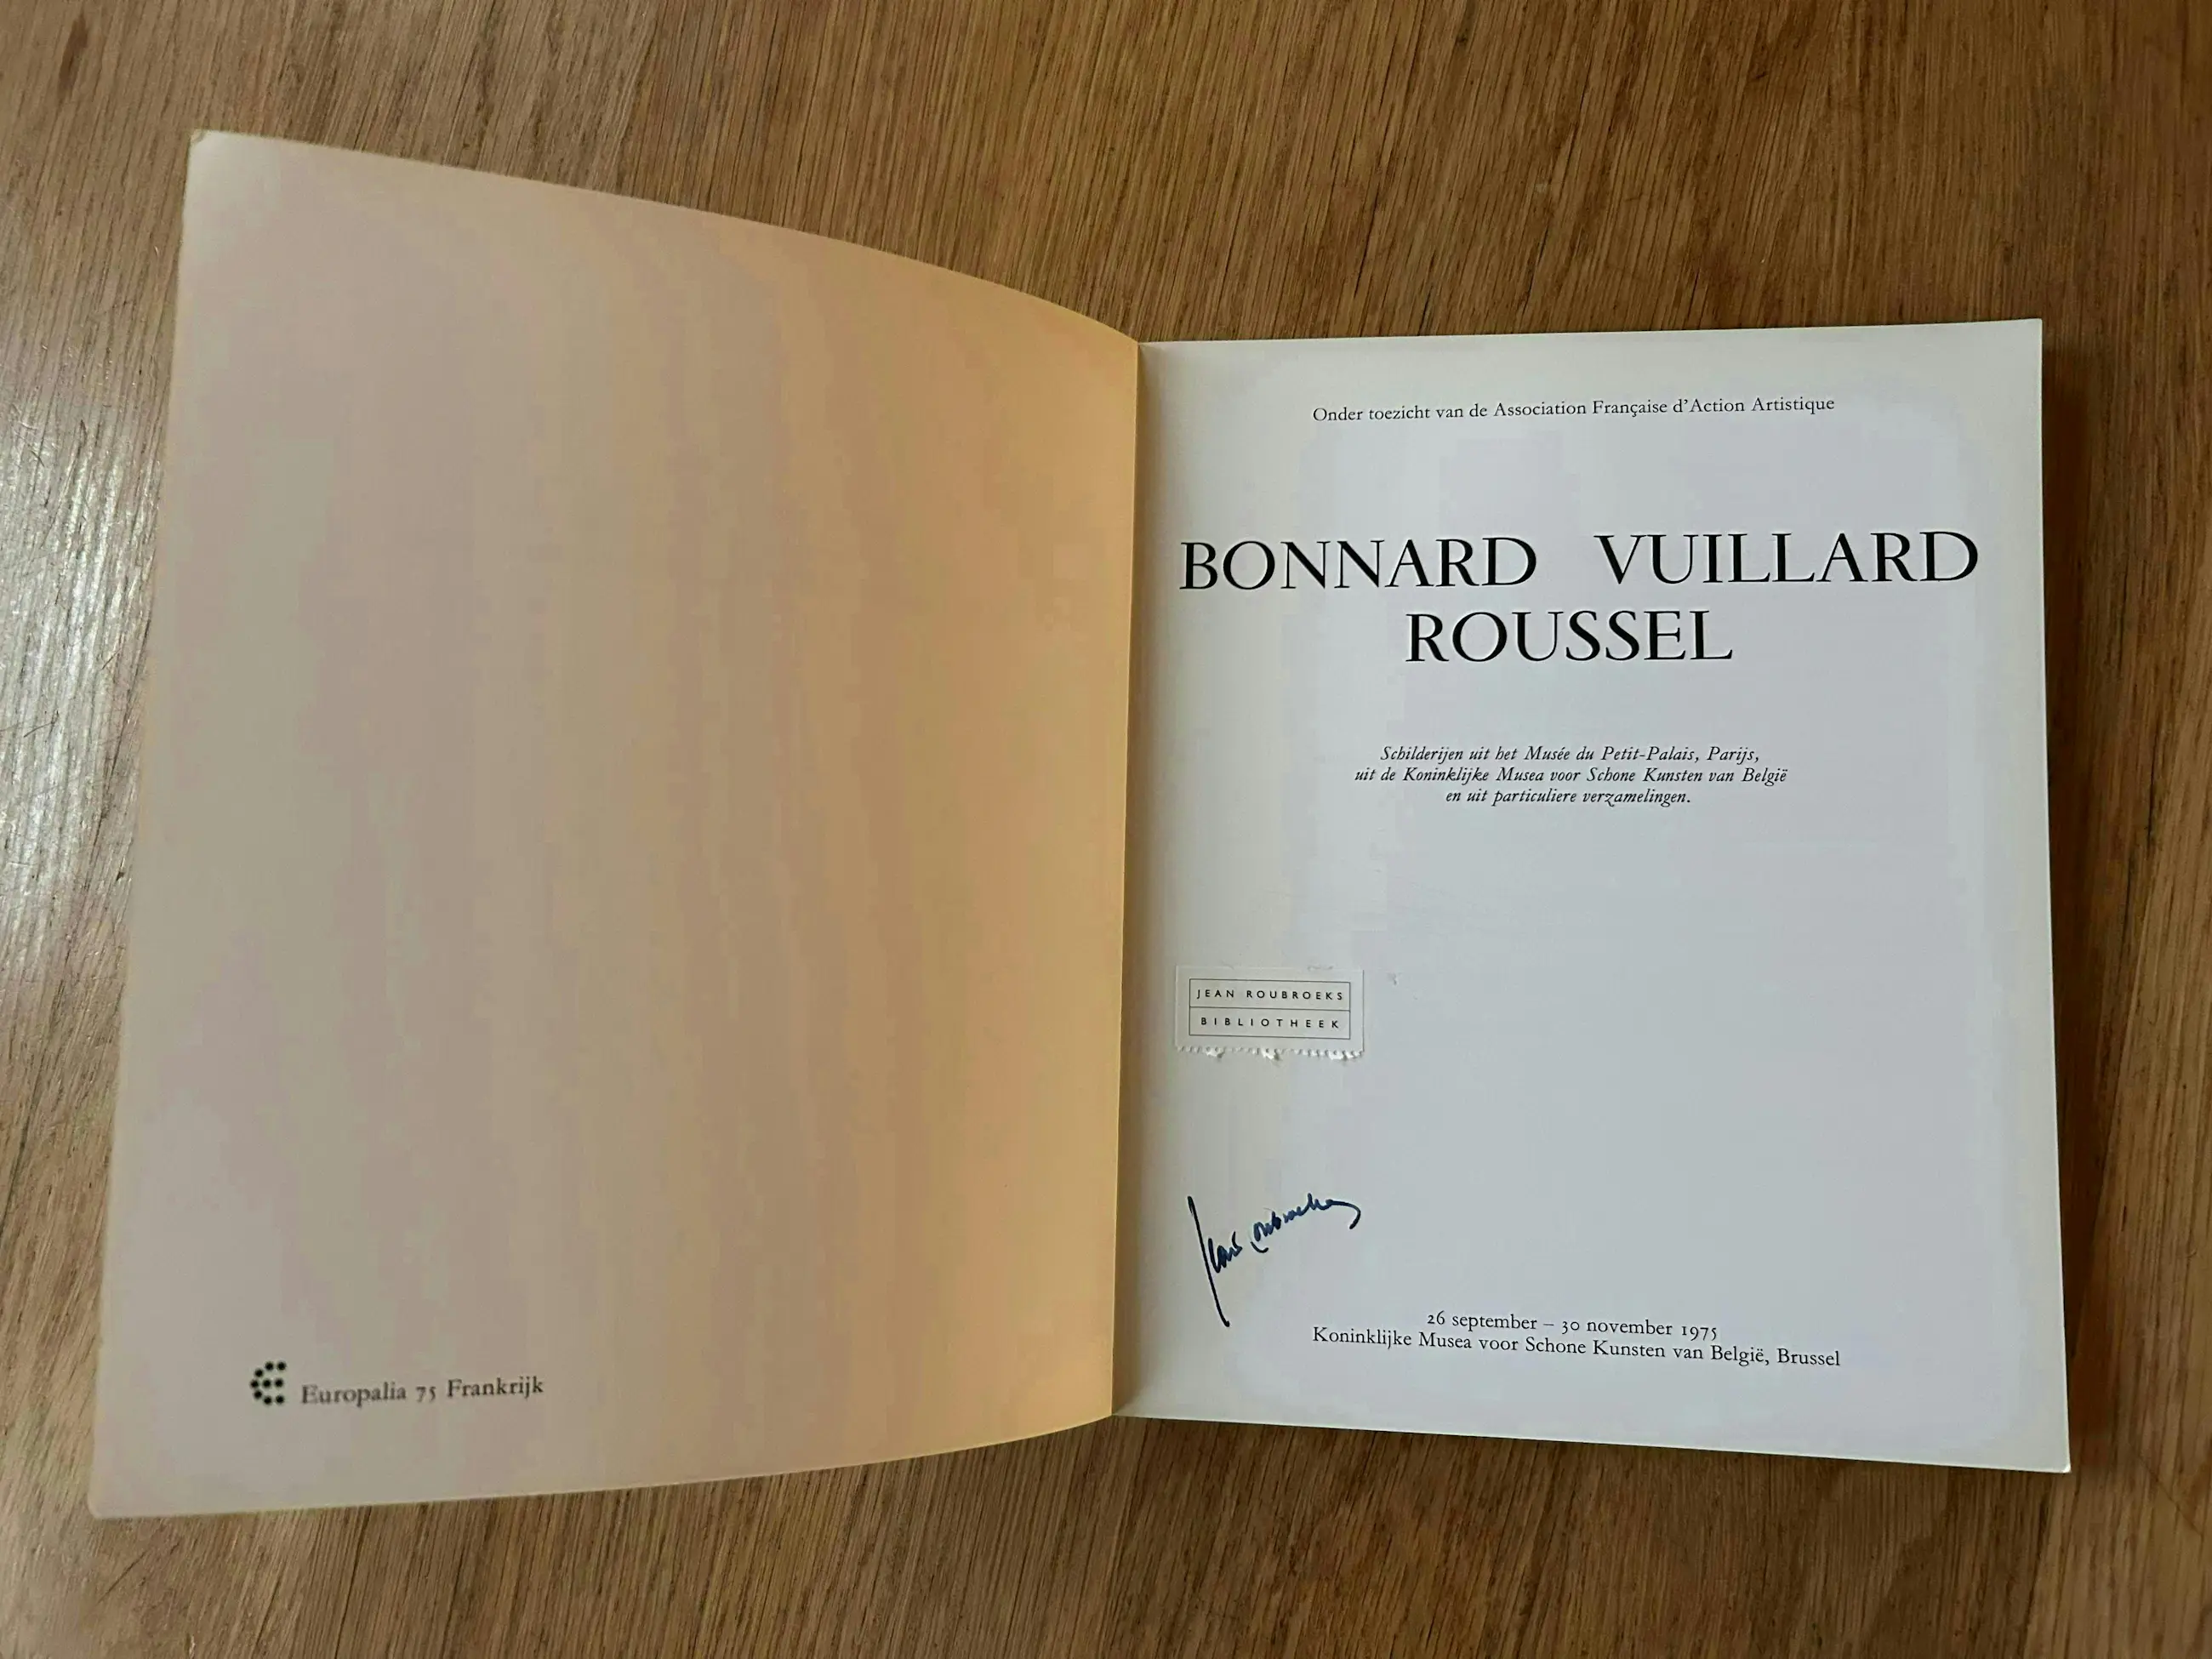 Europalia 75 Frankrijk
Onder toezicht van de Association Française d'Action Artistique
BONNARD VUILLARD
ROUSSEL
Schilderijen uit het Musée du Petit-Palais, Parijs,
uit de Koninklijke Musea voor Schone Kunsten van België
en uit particuliere verzamelingen.
JEAN ROUBROEKS
BIBLIOTHEEK
26 september – 30 november 1975
Koninklijke Musea voor Schone Kunsten van België, Brussel